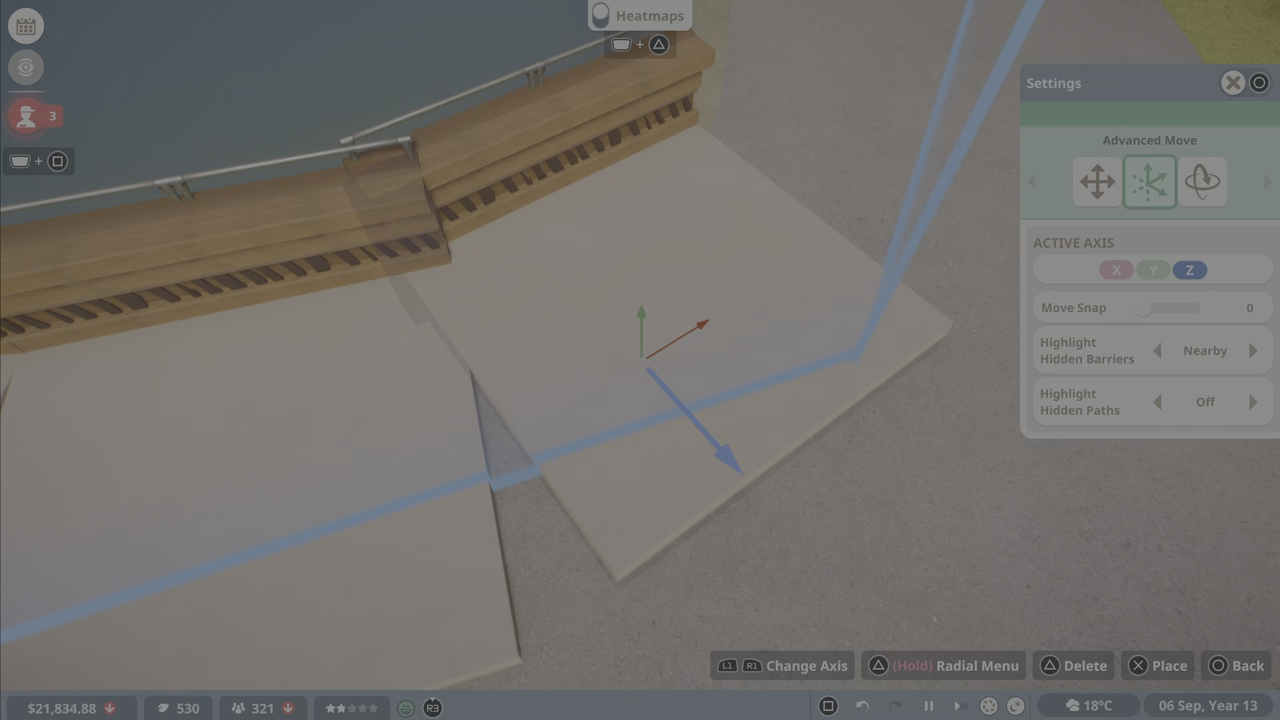 Heatmaps
+
3
+
Settings
Advanced Move
ACTIVE AXIS
X Y Z
Move Snap 0
Highlight
Hidden Barriers
Nearby
Highlight
Hidden Paths
Off
L1 R1 Change Axis
(Hold) Radial Menu
Delete
Place
Back
$21,834.88
530
321
R3
18°C
06 Sep, Year 13